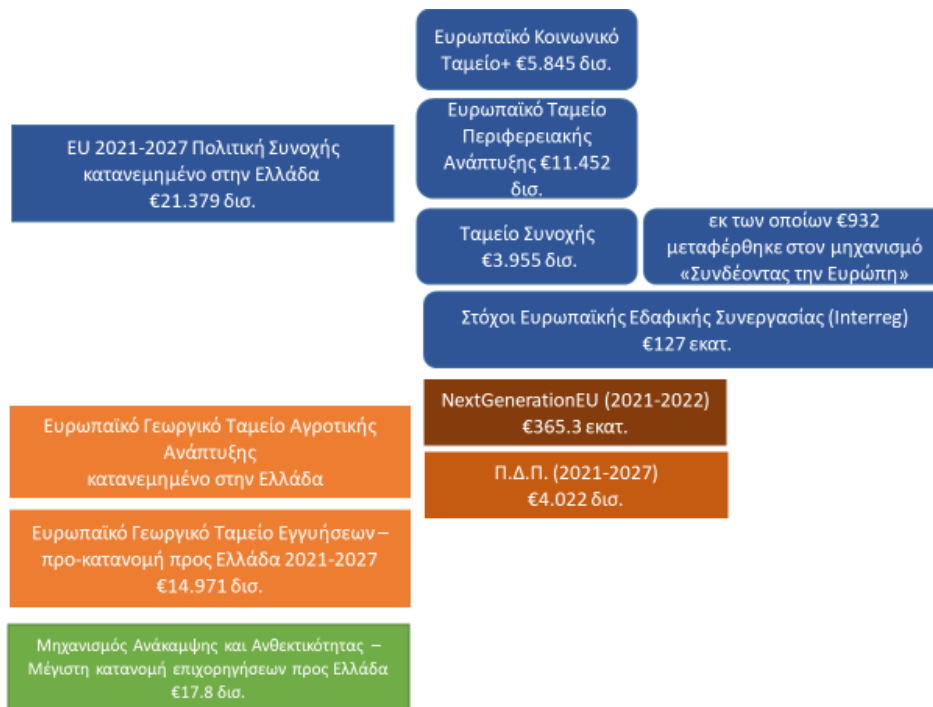 Ευρωπαϊκό Κοινωνικό
Ταμείο+ €5.845 δισ.
EU 2021-2027 Πολιτική Συνοχής
κατανεμημένο στην Ελλάδα
€21.379 δισ.
Ευρωπαϊκό Ταμείο
Περιφερειακής
Ανάπτυξης €11.452
δισ.
Ταμείο Συνοχής
€3.955 δισ.
εκ των οποίων €932
μεταφέρθηκε στον μηχανισμό
«Συνδέοντας την Ευρώπη»
Στόχοι Ευρωπαϊκής Εδαφικής Συνεργασίας (Interreg)
€127 εκατ.
Ευρωπαϊκό Γεωργικό Ταμείο Αγροτικής
Ανάπτυξης
κατανεμημένο στην Ελλάδα
NextGenerationEU (2021-2022)
€365.3 εκατ.
Π.Δ.Π. (2021-2027)
€4.022 δισ.
Ευρωπαϊκό Γεωργικό Ταμείο Εγγυήσεων –
προ-κατανομή προς Ελλάδα 2021-2027
€14.971 δισ.
Μηχανισμός Ανάκαμψης και Ανθεκτικότητας –
Μέγιστη κατανομή επιχορηγήσεων προς Ελλάδα
€17.8 δισ.